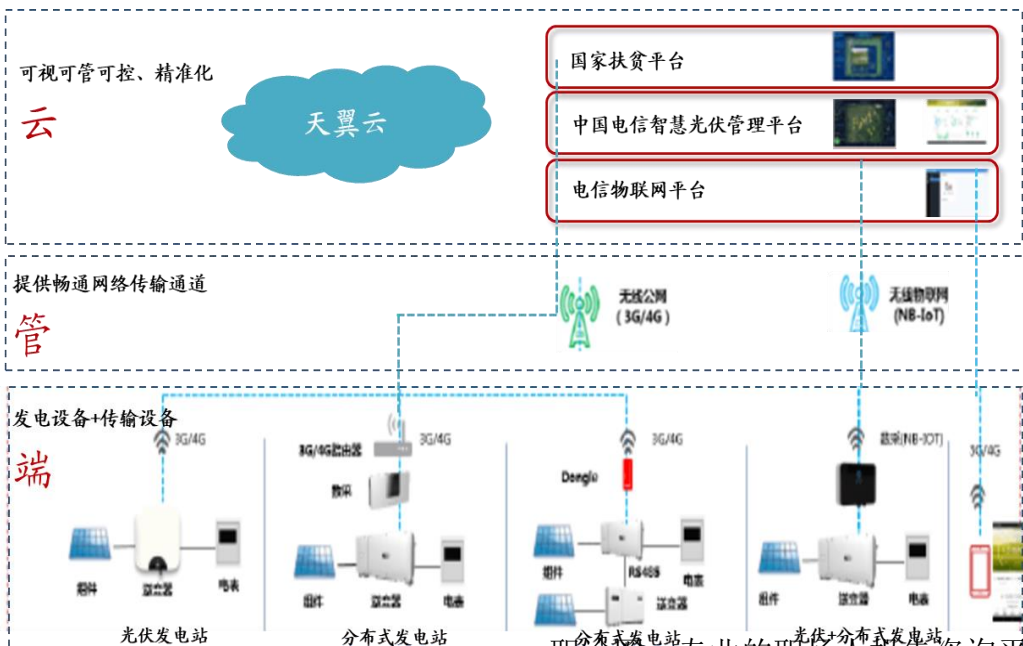 可视可管可控、精准化
云
天翼云
国家扶贫平台
中国电信智慧光伏管理平台
电信物联网平台
提供畅通网络传输通道
管
无线公网
(3G/4G)
无线物联网
(NB-IoT)
发电设备+传输设备
端
3G/4G
3G/4G路由器
3G/4G
数采
Dongle
3G/4G
数采(NB-IOT)
3G/4G
组件
逆变器
电表
组件
逆变器
电表
组件
RS485
电表
逆变器
组件
逆变器
电表
光伏发电站
分布式发电站
分布式发电站
光伏+分布式发电站